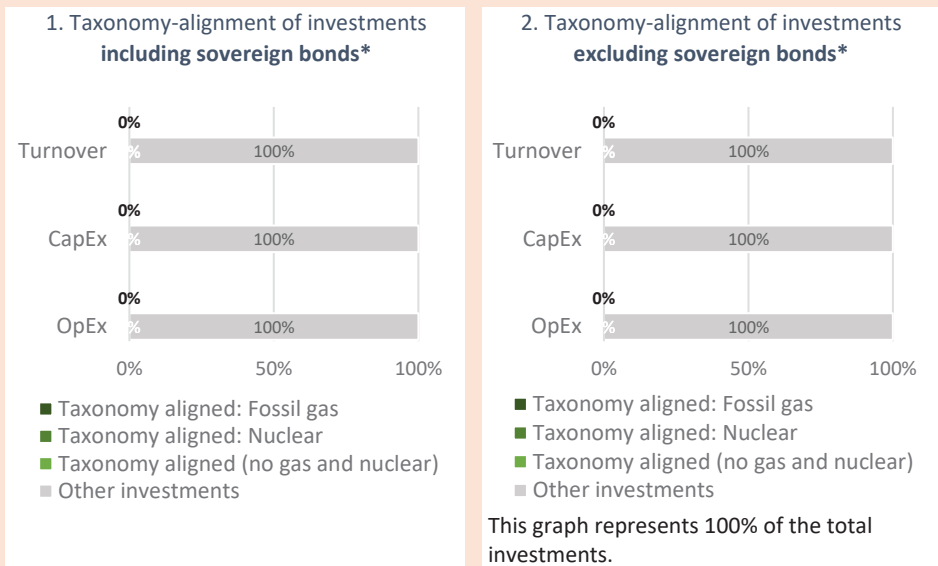 1. Taxonomy-alignment of investments
including sovereign bonds*
0%
Turnover
%
100%
0%
CapEx
%
100%
0%
OpEx
%
100%
0%
50%
100%
Taxonomy aligned: Fossil gas
Taxonomy aligned: Nuclear
Taxonomy aligned (no gas and nuclear)
Other investments
2. Taxonomy-alignment of investments
excluding sovereign bonds*
0%
Turnover
%
100%
0%
CapEx
%
100%
0%
OpEx
%
100%
0%
50%
100%
Taxonomy aligned: Fossil gas
Taxonomy aligned: Nuclear
Taxonomy aligned (no gas and nuclear)
Other investments
This graph represents 100% of the total
investments.